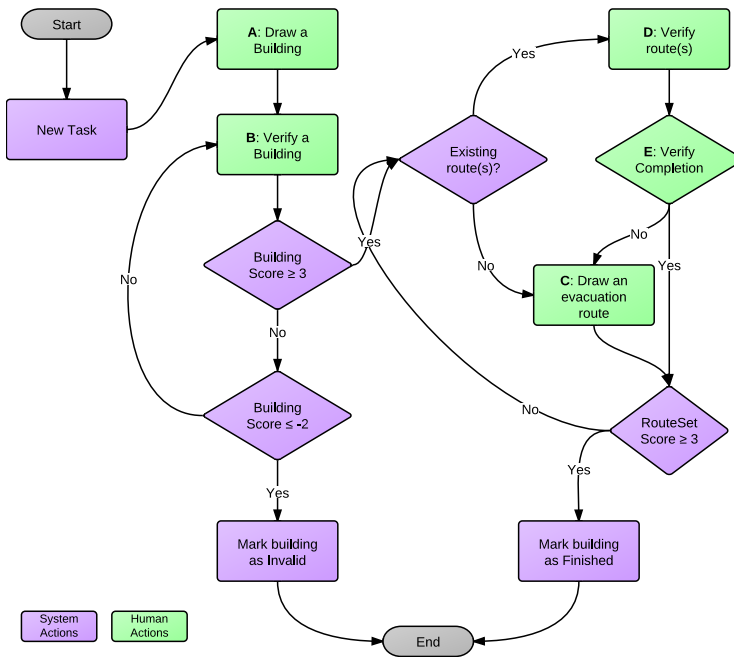 Start
New Task
A: Draw a
Building
B: Verify a
Building
Building
Score ≥ 3
Yes
No
Building
Score ≤ -2
No
Yes
Mark building
as Invalid
Existing
route(s)?
Yes
No
D: Verify
route(s)
E: Verify
Completion
No
Yes
C: Draw an
evacuation
route
RouteSet
Score ≥ 3
No
Yes
Mark building
as Finished
End
System
Actions
Human
Actions